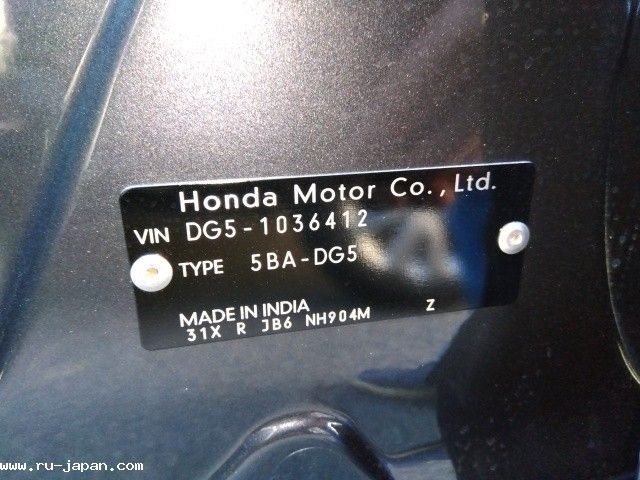 Honda Motor Co., Ltd.
VIN DG5-1036412
TYPE 5BA-DG5
MADE IN INDIA
31X R JB6 NH904M Z
www.ru-japan.com